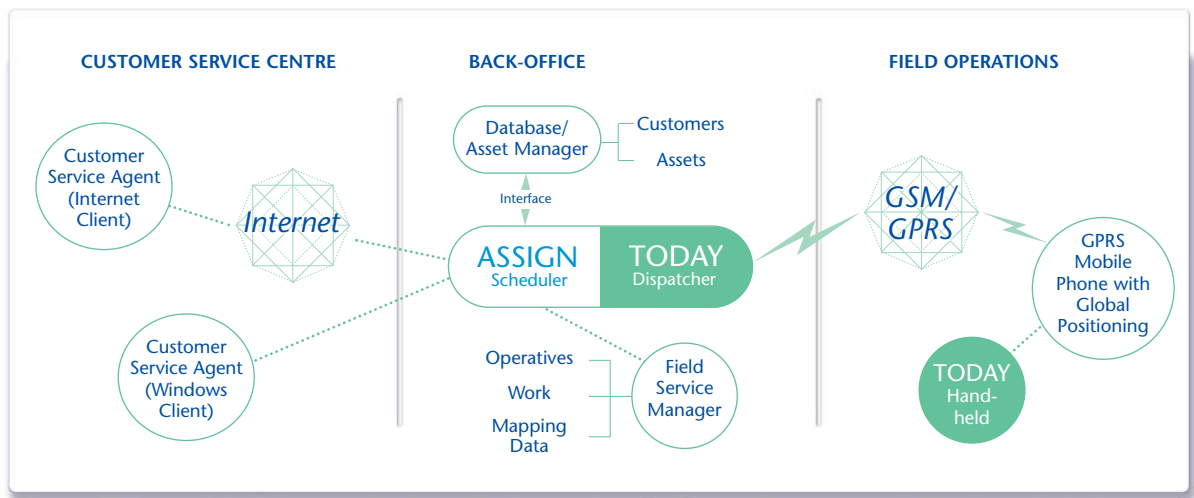 CUSTOMER SERVICE CENTRE
Customer
Service Agent
(Internet
Client)
Internet
Customer
Service Agent
(Windows
Client)
BACK-OFFICE
Database/
Asset Manager
Customers
Assets
Interface
ASSIGN
Scheduler
TODAY
Dispatcher
Operatives
Work
Mapping
Data
Field
Service
Manager
FIELD OPERATIONS
GSM/
GPRS
GPRS
Mobile
Phone with
Global
Positioning
TODAY
Hand-
held